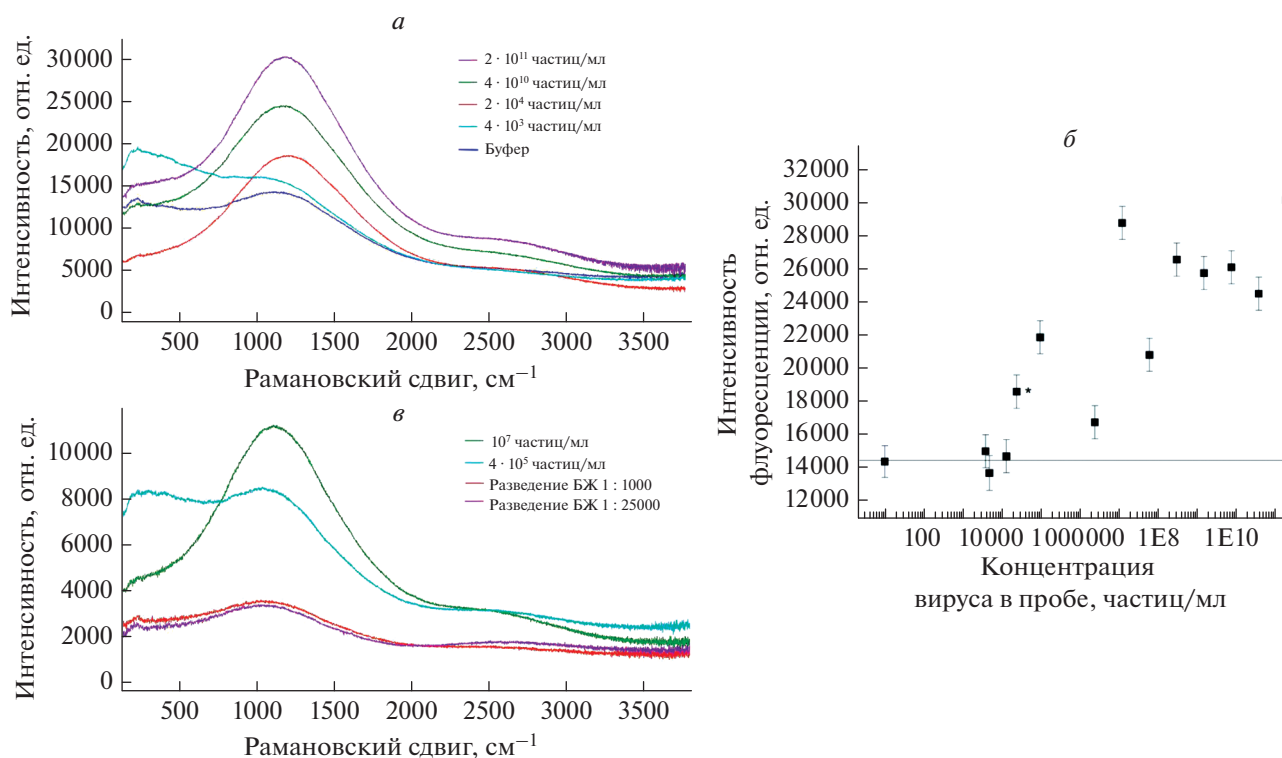 а
Интенсивность, отн. ед.
30000
25000
20000
15000
10000
5000
0
2 · 10¹¹ частиц/мл
4 · 10¹⁰ частиц/мл
2 · 10⁴ частиц/мл
4 · 10³ частиц/мл
Буфер
500 1000 1500 2000 2500 3000 3500
Рамановский сдвиг, см⁻¹
б
Интенсивность
флуоресценции, отн. ед.
32000
30000
28000
26000
24000
22000
20000
18000
16000
14000
12000
*
100 10000 1000000 1E8 1E10
Концентрация
вируса в пробе, частиц/мл
в
Интенсивность, отн. ед.
10000
8000
6000
4000
2000
0
10⁷ частиц/мл
4 · 10⁵ частиц/мл
Разведение БЖ 1 : 1000
Разведение БЖ 1 : 25000
500 1000 1500 2000 2500 3000 3500
Рамановский сдвиг, см⁻¹